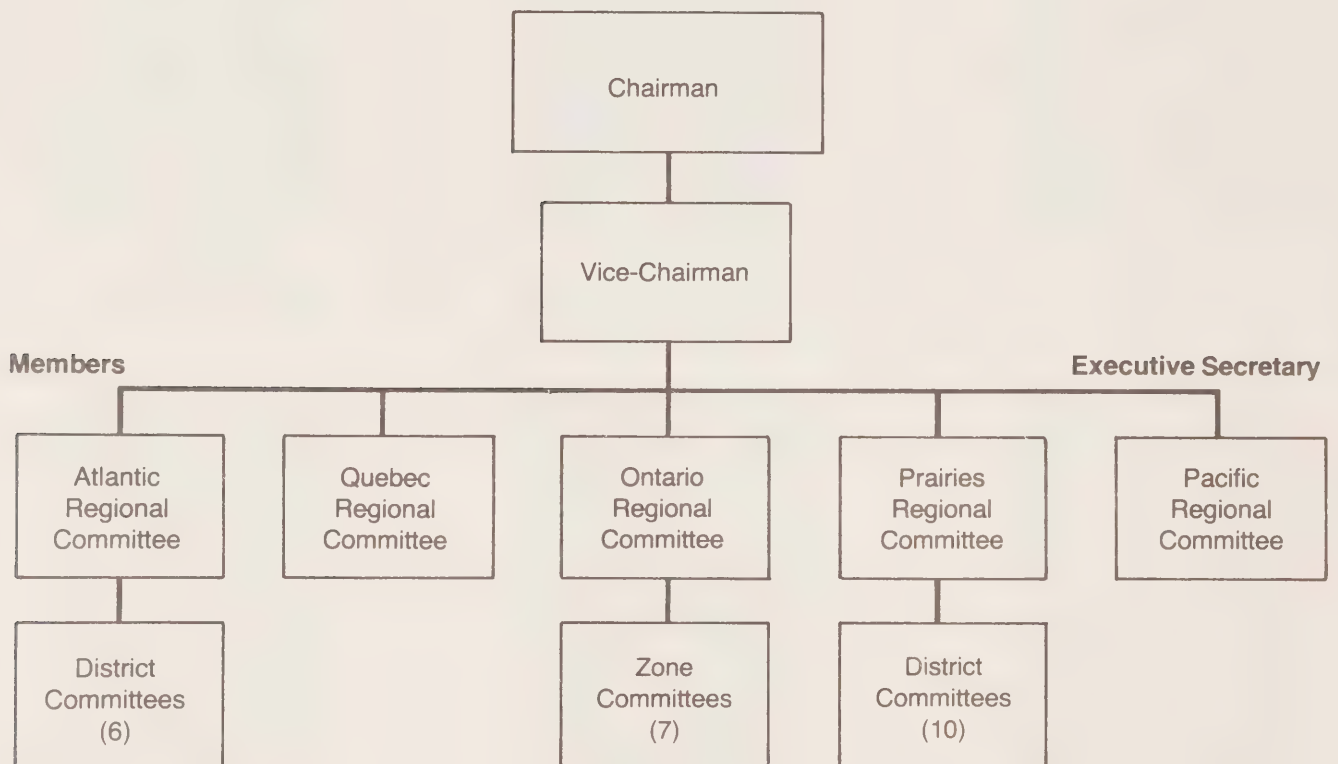 Chairman
Vice-Chairman
Members
Executive Secretary
Atlantic
Regional
Committee
Quebec
Regional
Committee
Ontario
Regional
Committee
Prairies
Regional
Committee
Pacific
Regional
Committee
District
Committees
(6)
Zone
Committees
(7)
District
Committees
(10)